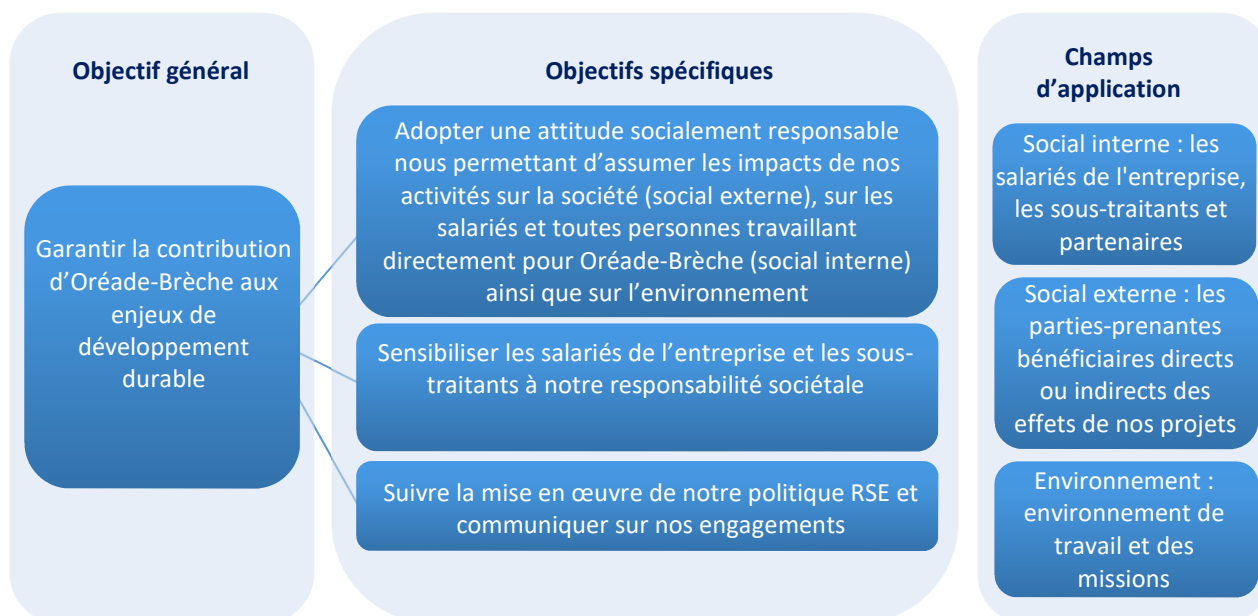 Objectif général
Garantir la contribution
d’Oréade-Brèche aux
enjeux de
développement
durable
Objectifs spécifiques
Adopter une attitude socialement responsable
nous permettant d’assumer les impacts de nos
activités sur la société (social externe), sur les
salariés et toutes personnes travaillant
directement pour Oréade-Brèche (social interne)
ainsi que sur l’environnement
Sensibiliser les salariés de l’entreprise et les sous-
traitants à notre responsabilité sociétale
Suivre la mise en œuvre de notre politique RSE et
communiquer sur nos engagements
Champs
d’application
Social interne : les
salariés de l'entreprise,
les sous-traitants et
partenaires
Social externe : les
parties-prenantes
bénéficiaires directs
ou indirects des
effets de nos projets
Environnement :
environnement de
travail et des
missions